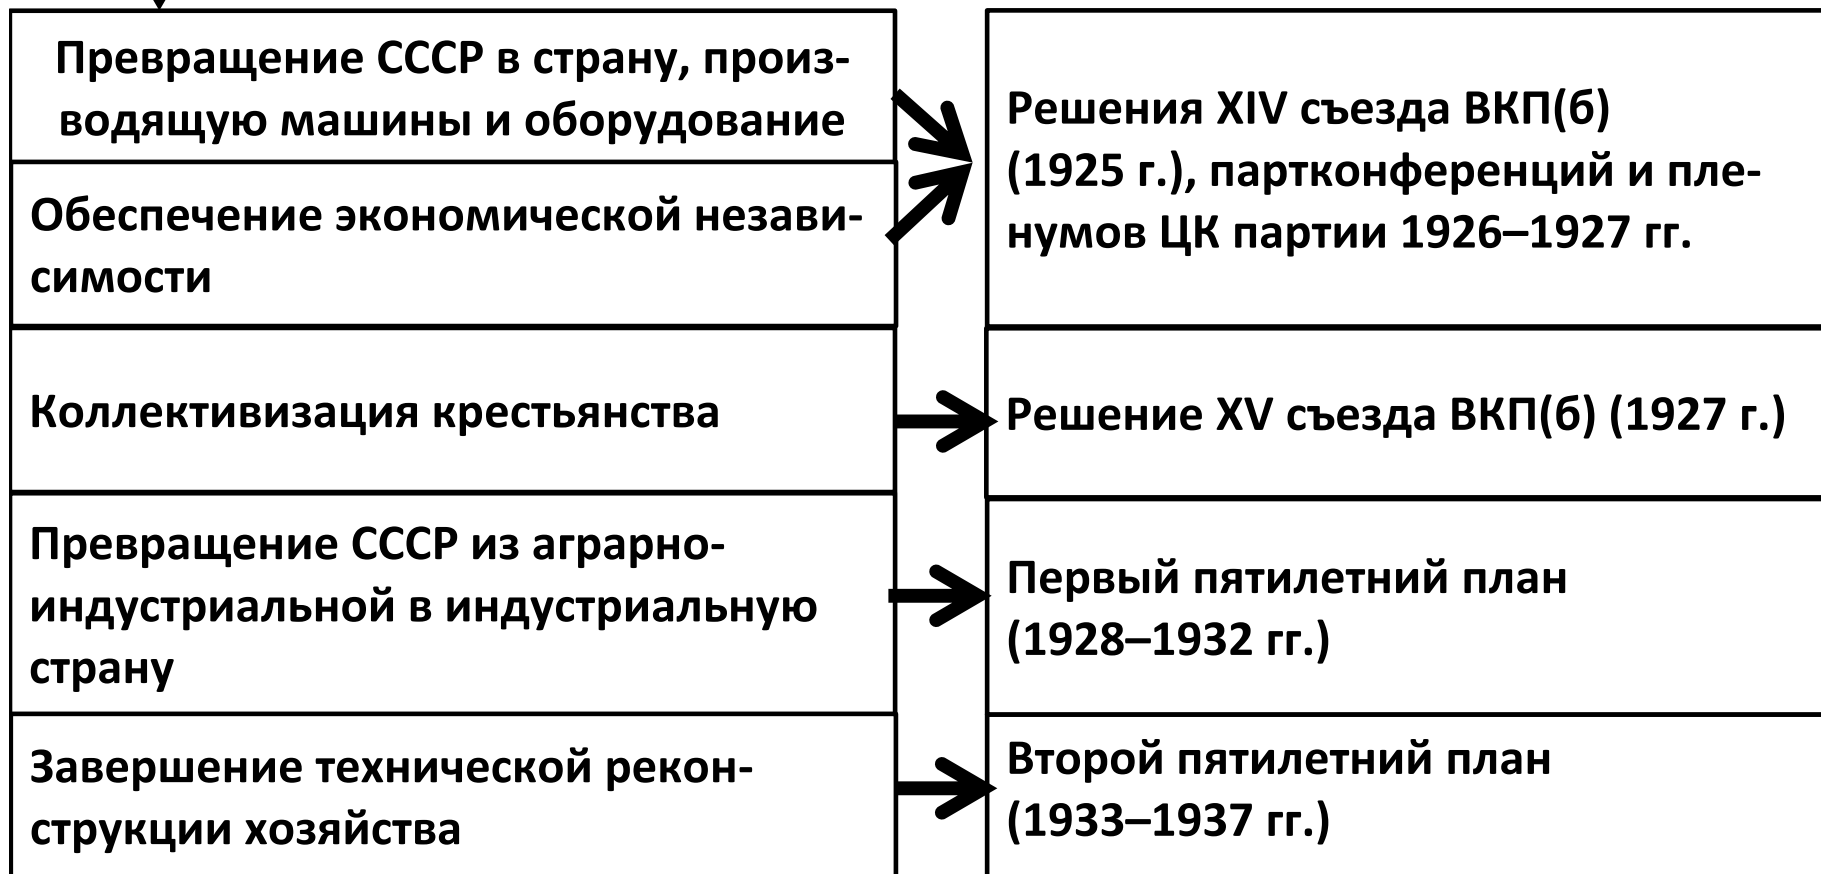 Превращение СССР в страну, произ-
водящую машины и оборудование
Обеспечение экономической незави-
симости
Решения XIV съезда ВКП(б)
(1925 г.), партконференций и пле-
нумов ЦК партии 1926–1927 гг.
Коллективизация крестьянства
Решение XV съезда ВКП(б) (1927 г.)
Превращение СССР из аграрно-
индустриальной в индустриальную
страну
Первый пятилетний план
(1928–1932 гг.)
Завершение технической рекон-
струкции хозяйства
Второй пятилетний план
(1933–1937 гг.)